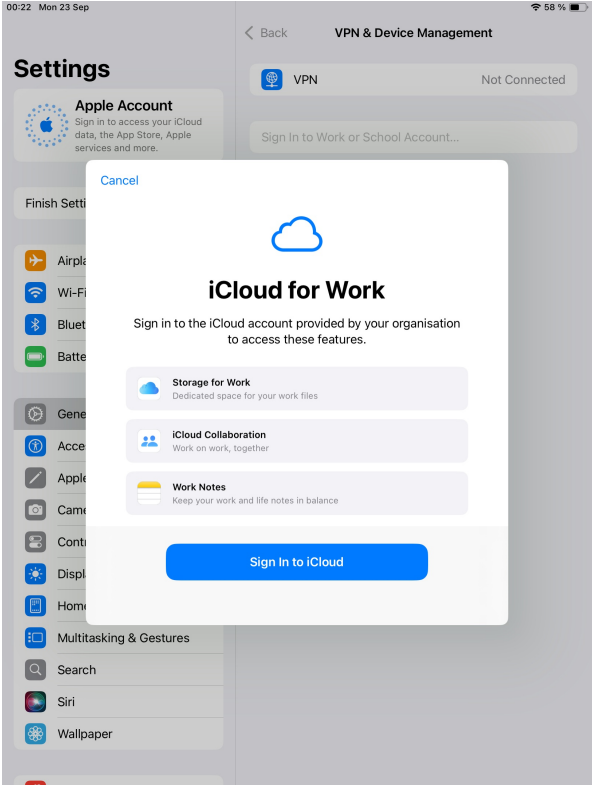 00:22 Mon 23 Sep
58 %
Back
VPN & Device Management
Settings
VPN
Not Connected
Apple Account
Sign in to access your iCloud
data, the App Store, Apple
services and more.
Sign In to Work or School Account...
Cancel
Finish Setti
iCloud for Work
Sign in to the iCloud account provided by your organisation
to access these features.
Storage for Work
Dedicated space for your work files
iCloud Collaboration
Work on work, together
Work Notes
Keep your work and life notes in balance
Sign In to iCloud
Airpla
Wi-Fi
Bluet
Batte
Gene
Acce
Apple
Came
Contr
Displ
Home
Multitasking & Gestures
Search
Siri
Wallpaper